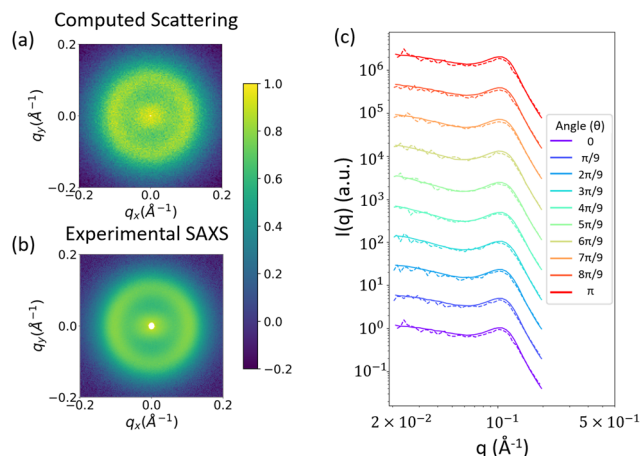 Computed Scattering
(a)
0.2
0.0
−0.2
q_y(Å⁻¹)
−0.2
0.0
0.2
q_x(Å⁻¹)
Experimental SAXS
(b)
0.2
0.0
−0.2
q_y(Å⁻¹)
−0.2
0.0
0.2
q_x(Å⁻¹)
1.0
0.8
0.6
0.4
0.2
0.0
−0.2
(c)
I(q) (a.u.)
10⁶
10⁵
10⁴
10³
10²
10¹
10⁰
10⁻¹
2 × 10⁻²
10⁻¹
5 × 10⁻¹
q (Å⁻¹)
Angle (θ)
0
π/9
2π/9
3π/9
4π/9
5π/9
6π/9
7π/9
8π/9
π